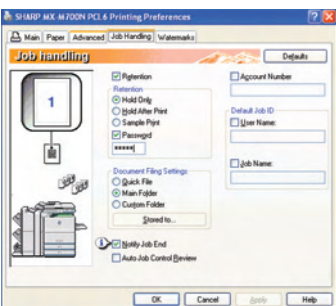 SHARP MX-M700N PCL6 Printing Preferences
Main Paper Advanced Job Handling Watermarks
Job handling
Defaults
1
Retention
Retention
Hold Only
Hold After Print
Sample Print
Password
*****
Document Filing Settings
Quick File
Main Folder
Custom Folder
Stored to...
Notify Job End
Auto Job Control Review
Account Number
Default Job ID
User Name:
Job Name:
OK Cancel Apply Help